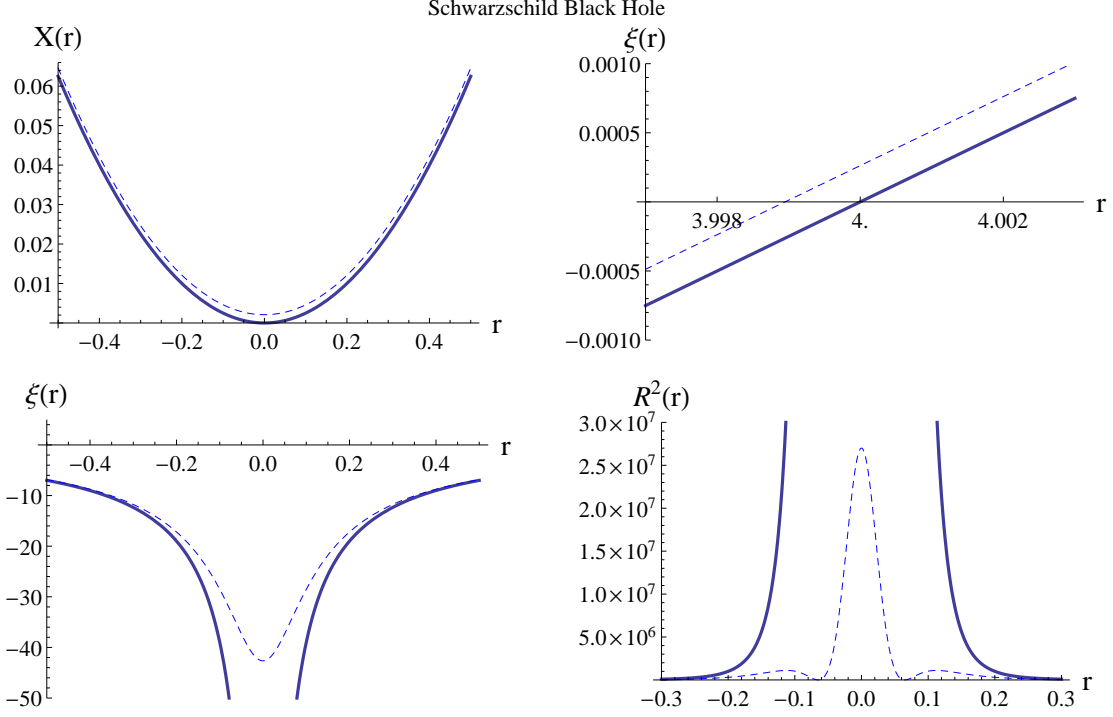 Schwarzschild Black Hole
X(r)
0.06
0.05
0.04
0.03
0.02
0.01
−0.4 −0.2 0.0 0.2 0.4 r
ξ(r)
0.0010
0.0005
3.998 4. 4.002 r
−0.0005
−0.0010
ξ(r)
−0.4 −0.2 0.0 0.2 0.4 r
−10
−20
−30
−40
−50
R²(r)
3.0×10⁷
2.5×10⁷
2.0×10⁷
1.5×10⁷
1.0×10⁷
5.0×10⁶
−0.3 −0.2 −0.1 0.0 0.1 0.2 0.3 r